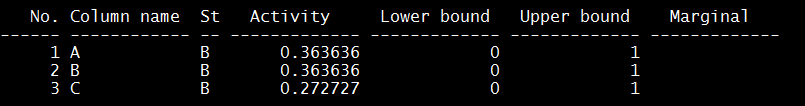 No. Column name St Activity Lower bound Upper bound Marginal
------ ------------ -- ------------- ------------- ------------- -------------
1 A B 0.363636 0 1
2 B B 0.363636 0 1
3 C B 0.272727 0 1